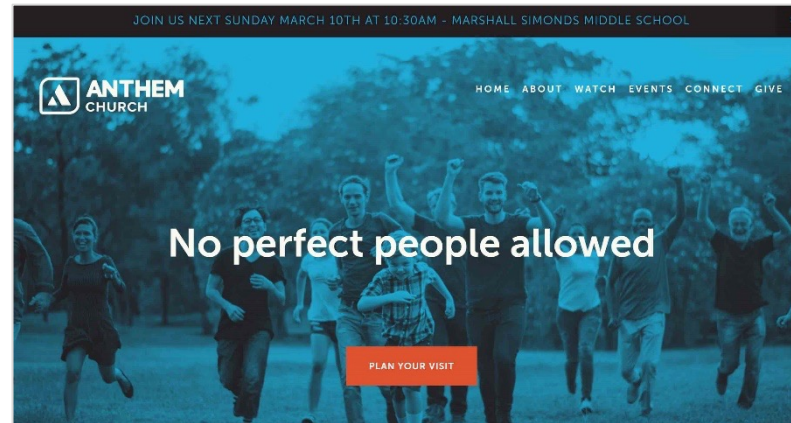 JOIN US NEXT SUNDAY MARCH 10TH AT 10:30AM - MARSHALL SIMONDS MIDDLE SCHOOL
ANTHEM
CHURCH
HOME ABOUT WATCH EVENTS CONNECT GIVE
No perfect people allowed
PLAN YOUR VISIT